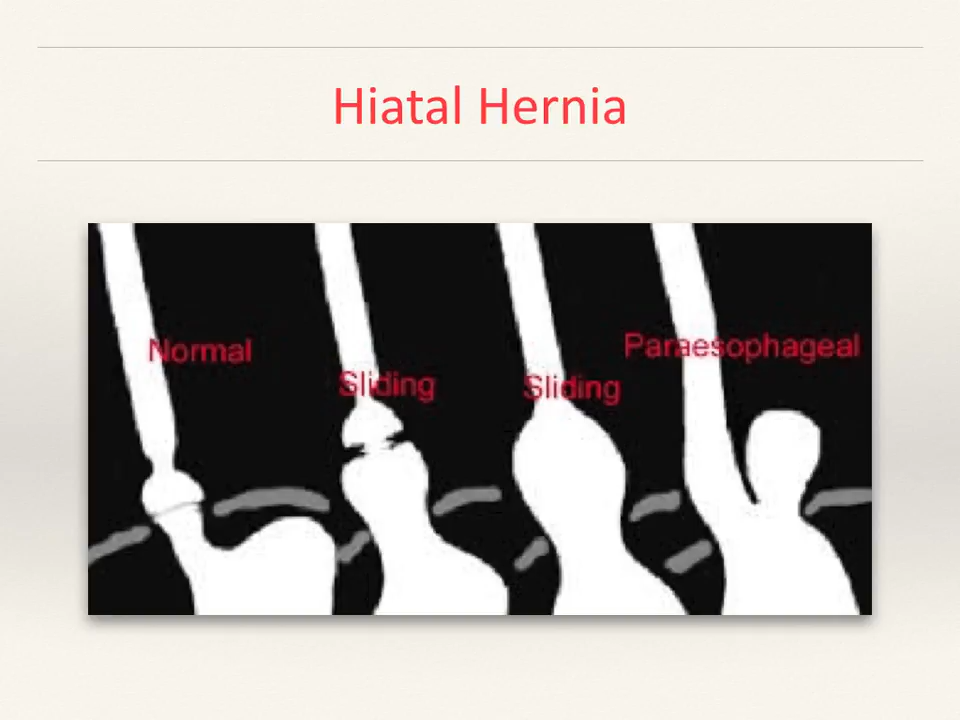 Hiatal Hernia
Normal
Sliding
Sliding
Paraesophageal